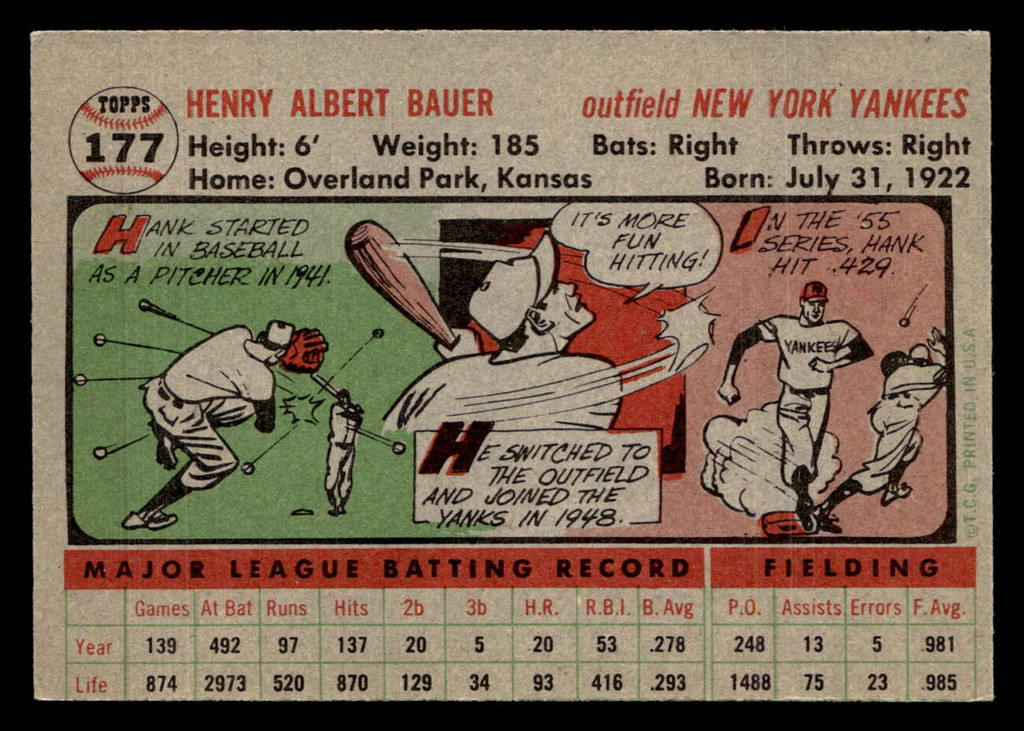 TOPPS
177
HENRY ALBERT BAUER outfield NEW YORK YANKEES
Height: 6' Weight: 185 Bats: Right Throws: Right
Home: Overland Park, Kansas Born: July 31, 1922
HANK STARTED
IN BASEBALL
AS A PITCHER IN 1941.
IT'S MORE
FUN
HITTING!
HE SWITCHED TO
THE OUTFIELD
AND JOINED THE
YANKS IN 1948.
IN THE '55
SERIES, HANK
HIT .429.
YANKEES
©T.C.G. PRINTED IN U.S.A
MAJOR LEAGUE BATTING RECORD FIELDING
Games At Bat Runs Hits 2b 3b H.R. R.B.I. B. Avg P.O. Assists Errors F. Avg.
Year 139 492 97 137 20 5 20 53 .278 248 13 5 .981
Life 874 2973 520 870 129 34 93 416 .293 1488 75 23 .985